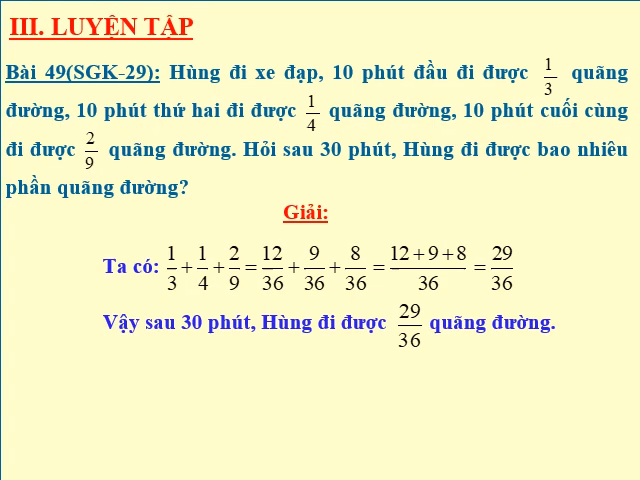 III. LUYỆN TẬP
Bài 49(SGK-29): Hùng đi xe đạp, 10 phút đầu đi được 1/3 quãng
đường, 10 phút thứ hai đi được 1/4 quãng đường, 10 phút cuối cùng
đi được 2/9 quãng đường. Hỏi sau 30 phút, Hùng đi được bao nhiêu
phần quãng đường?
Giải:
Ta có: 1/3 + 1/4 + 2/9 = 12/36 + 9/36 + 8/36 = (12 + 9 + 8)/36 = 29/36
Vậy sau 30 phút, Hùng đi được 29/36 quãng đường.